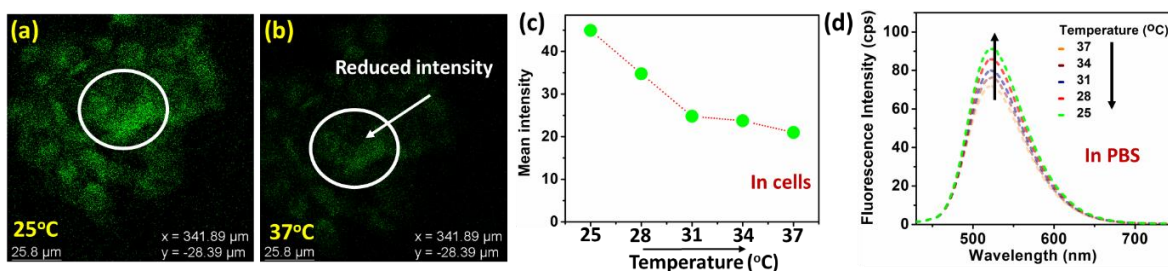 (a)
25°C
25.8 µm
x = 341.89 µm
y = -28.39 µm
(b)
Reduced intensity
37°C
25.8 µm
x = 341.89 µm
y = -28.39 µm
(c)
Mean intensity
40
30
20
10
0
In cells
25 28 31 34 37
Temperature (°C)
(d)
Fluorescence Intensity (cps)
100
80
60
40
20
0
Temperature (°C)
37
34
31
28
25
In PBS
500 600 700
Wavelength (nm)